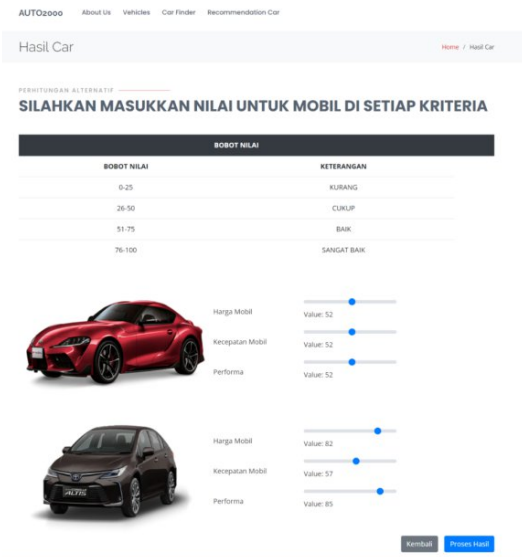 AUTO2000 About Us Vehicles Car Finder Recommendation Car
Hasil Car Home / Hasil Car
PERHITUNGAN ALTERNATIF
SILAHKAN MASUKKAN NILAI UNTUK MOBIL DI SETIAP KRITERIA
BOBOT NILAI
BOBOT NILAI KETERANGAN
0-25 KURANG
26-50 CUKUP
51-75 BAIK
76-100 SANGAT BAIK
Harga Mobil
Value: 52
Kecepatan Mobil
Value: 52
Performa
Value: 52
Harga Mobil
Value: 82
Kecepatan Mobil
Value: 57
Performa
Value: 85
ALTIS
Kembali Proses Hasil